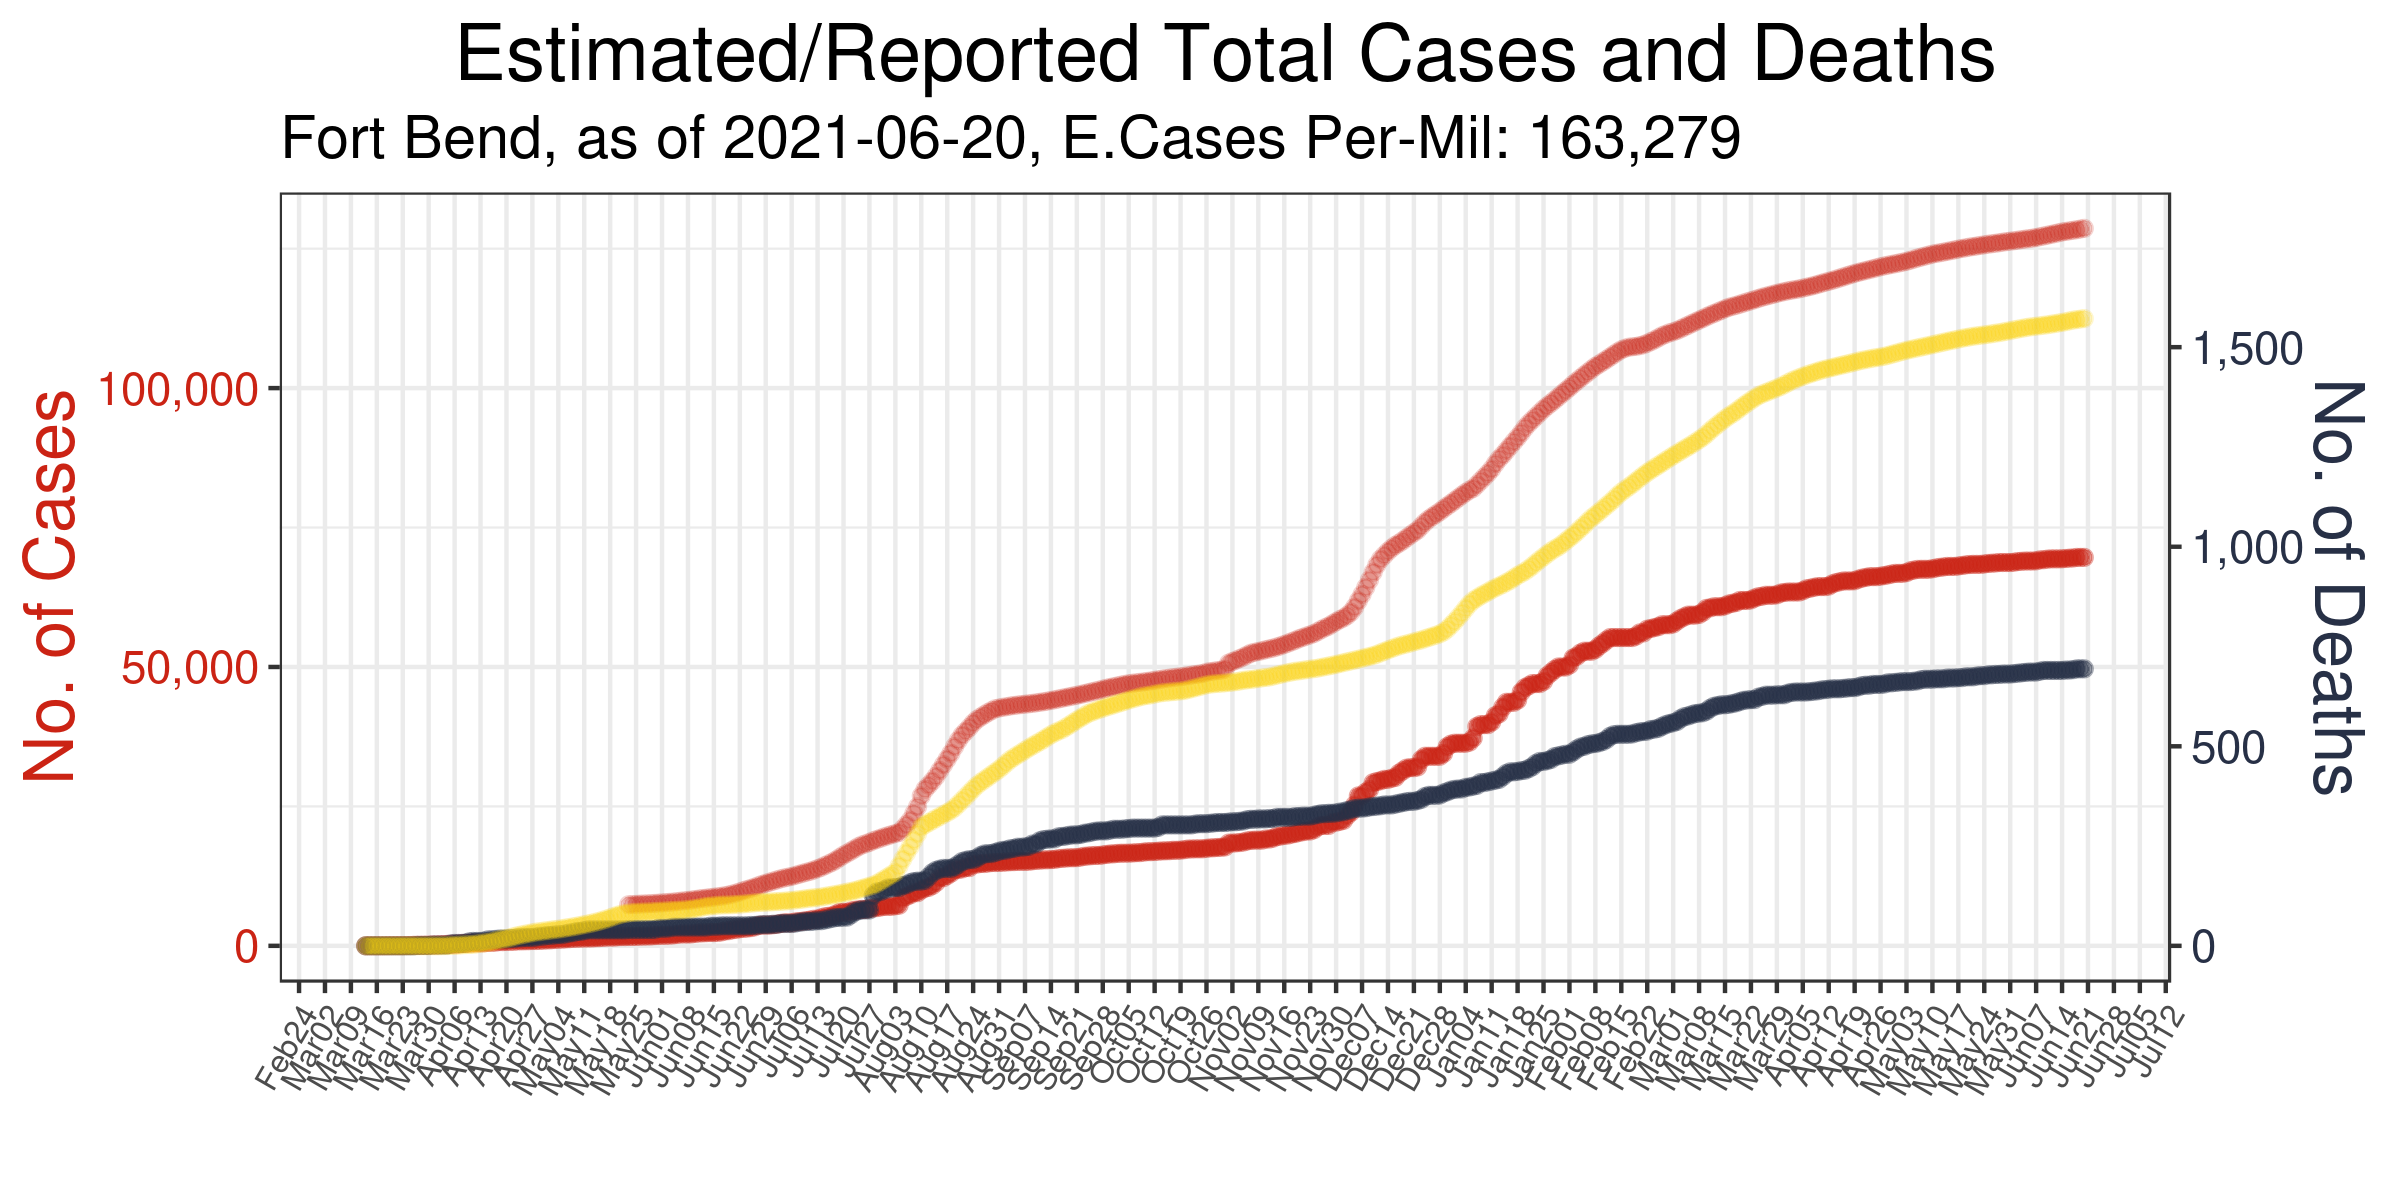 Estimated/Reported Total Cases and Deaths
Fort Bend, as of 2021-06-20, E.Cases Per-Mil: 163,279
No. of Cases
100,000
50,000
0
1,500
1,000
500
0
No. of Deaths
Feb24
Mar02
Mar09
Mar16
Mar23
Mar30
Apr06
Apr13
Apr20
Apr27
May04
May11
May18
May25
Jun01
Jun08
Jun15
Jun22
Jun29
Jul06
Jul13
Jul20
Jul27
Aug03
Aug10
Aug17
Aug24
Aug31
Sep07
Sep14
Sep21
Sep28
Oct05
Oct12
Oct19
Oct26
Nov02
Nov09
Nov16
Nov23
Nov30
Dec07
Dec14
Dec21
Dec28
Jan04
Jan11
Jan18
Jan25
Feb01
Feb08
Feb15
Feb22
Mar01
Mar08
Mar15
Mar22
Mar29
Apr05
Apr12
Apr19
Apr26
May03
May10
May17
May24
May31
Jun07
Jun14
Jun21
Jun28
Jul05
Jul12